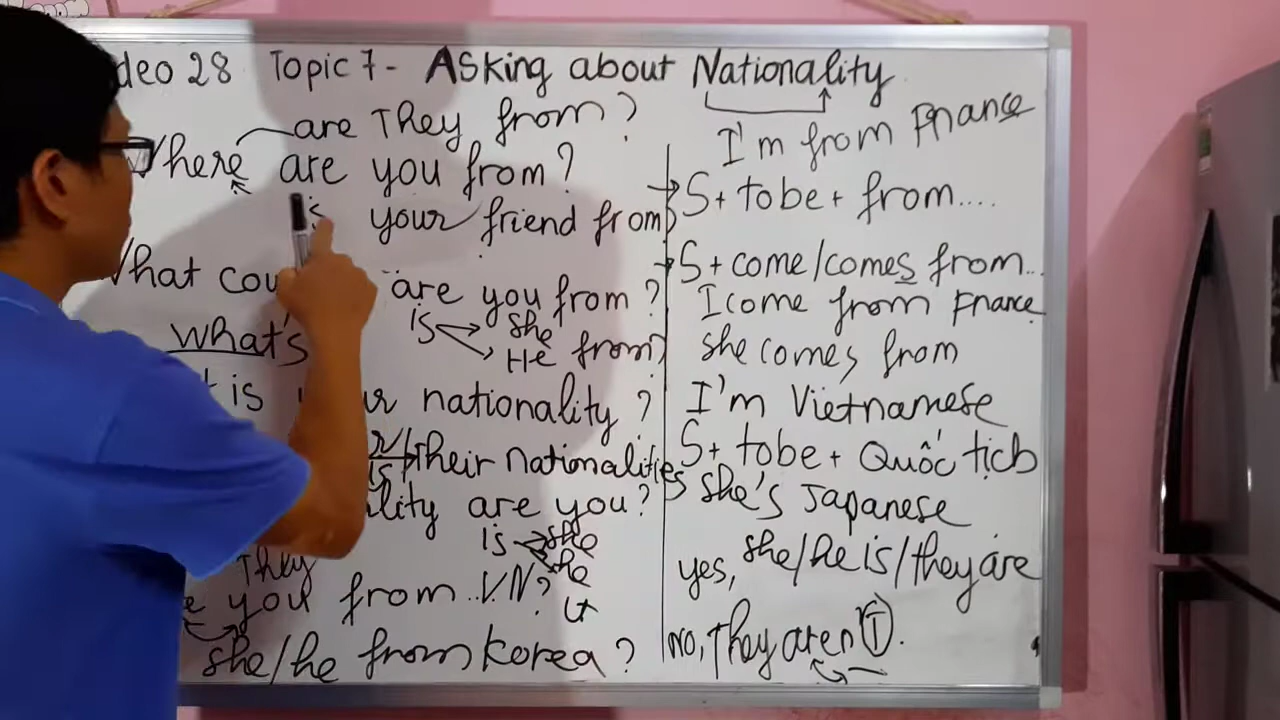 deo 28 Topic 7 - Asking about Nationality
are They from?
Where are you from?
is your friend from?
What cou are you from?
is she
He from?
what's
is nationality?
is Their Nationalities
lity are you?
is she
he
it
They
you from...V.N?
she/he from Korea?
I'm from France
→ S + tobe + from....
→ S + come/comes from...
I come from France
she comes from
I'm Vietnamese
S + tobe + Quốc tịch
she's Japanese
yes, she/he is/they are
No, They aren't.